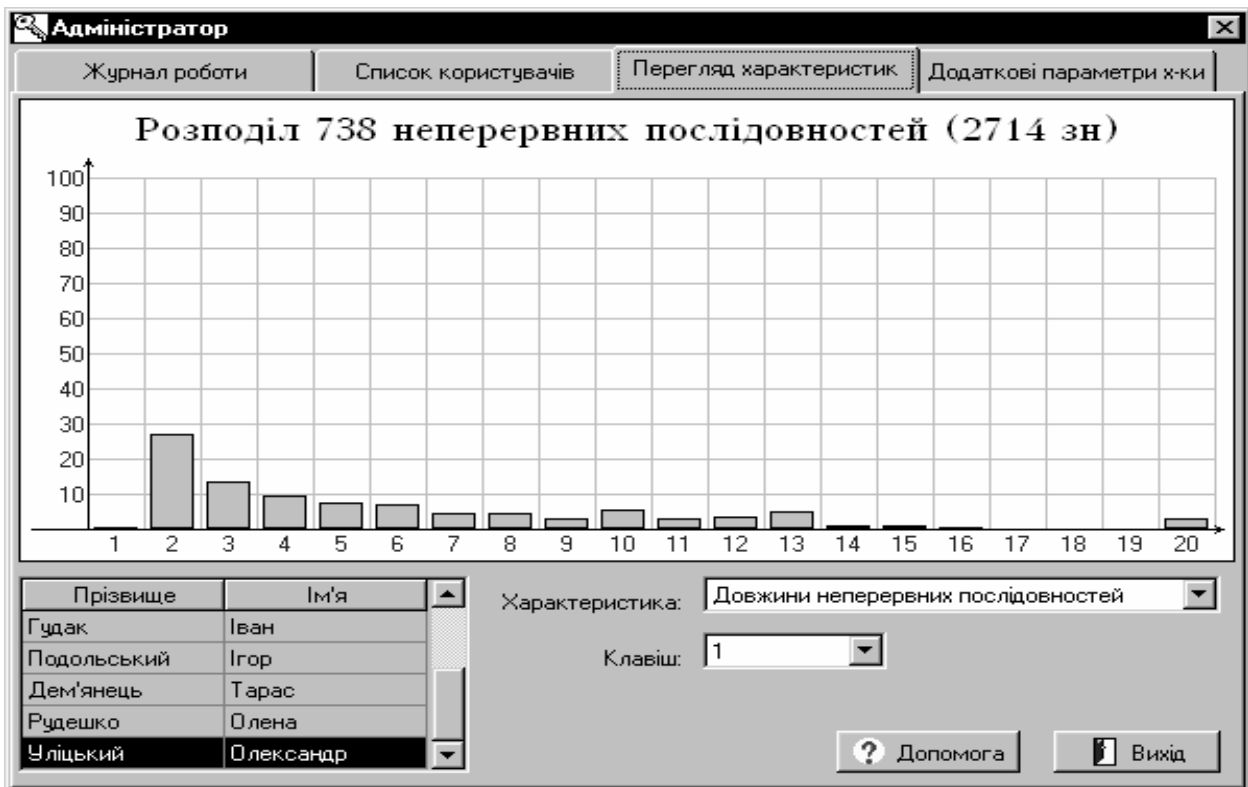 Адміністратор
Журнал роботи Список користувачів Перегляд характеристик Додаткові параметри х-ки
Розподіл 738 неперервних послідовностей (2714 зн)
100
90
80
70
60
50
40
30
20
10
1 2 3 4 5 6 7 8 9 10 11 12 13 14 15 16 17 18 19 20
Прізвище Ім'я
Гудак Іван
Подольський Ігор
Дем'янець Тарас
Рудешко Олена
Уліцький Олександр
Характеристика: Довжини неперервних послідовностей
Клавіш: 1
? Допомога Вихід